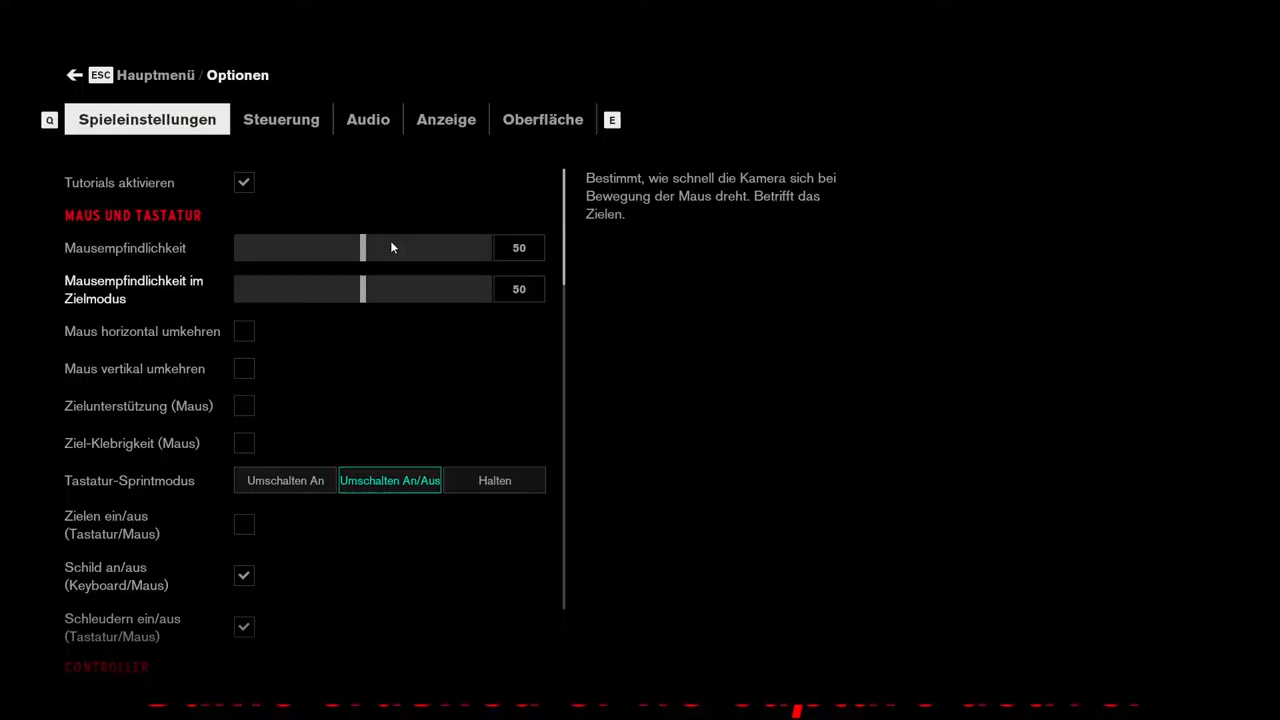 ESC Hauptmenü / Optionen
Q Spieleinstellungen Steuerung Audio Anzeige Oberfläche E
Tutorials aktivieren
MAUS UND TASTATUR
Mausempfindlichkeit 50
Mausempfindlichkeit im
Zielmodus 50
Maus horizontal umkehren
Maus vertikal umkehren
Zielunterstützung (Maus)
Ziel-Klebrigkeit (Maus)
Tastatur-Sprintmodus Umschalten An Umschalten An/Aus Halten
Zielen ein/aus
(Tastatur/Maus)
Schild an/aus
(Keyboard/Maus)
Schleudern ein/aus
(Tastatur/Maus)
CONTROLLER
Bestimmt, wie schnell die Kamera sich bei
Bewegung der Maus dreht. Betrifft das
Zielen.